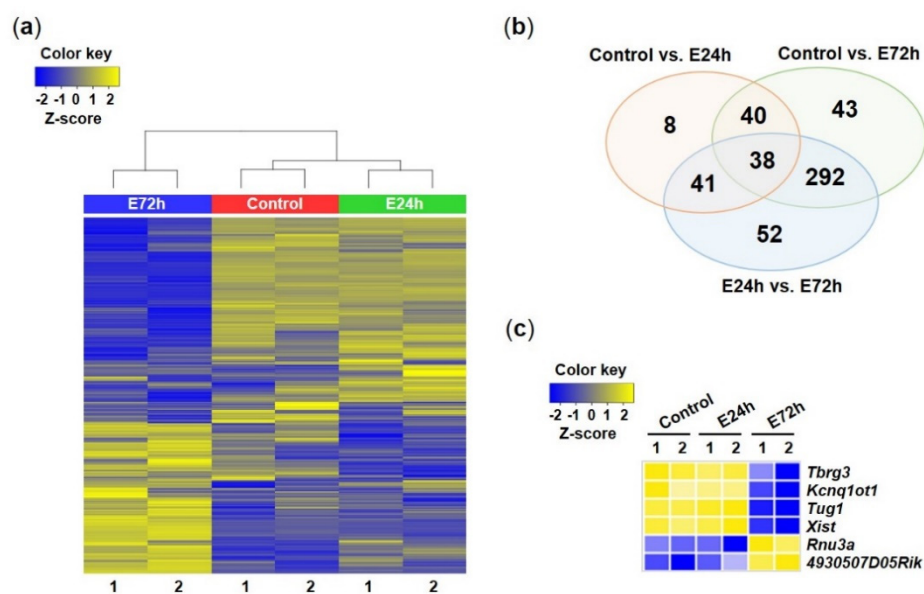 (a)
Color key
-2 -1 0 1 2
Z-score
E72h Control E24h
1 2 1 2 1 2
(b)
Control vs. E24h
Control vs. E72h
8 40 43
38
41 292
52
E24h vs. E72h
(c)
Color key
-2 -1 0 1 2
Z-score
Control E24h E72h
1 2 1 2 1 2
Tbrg3
Kcnq1ot1
Tug1
Xist
Rnu3a
4930507D05Rik